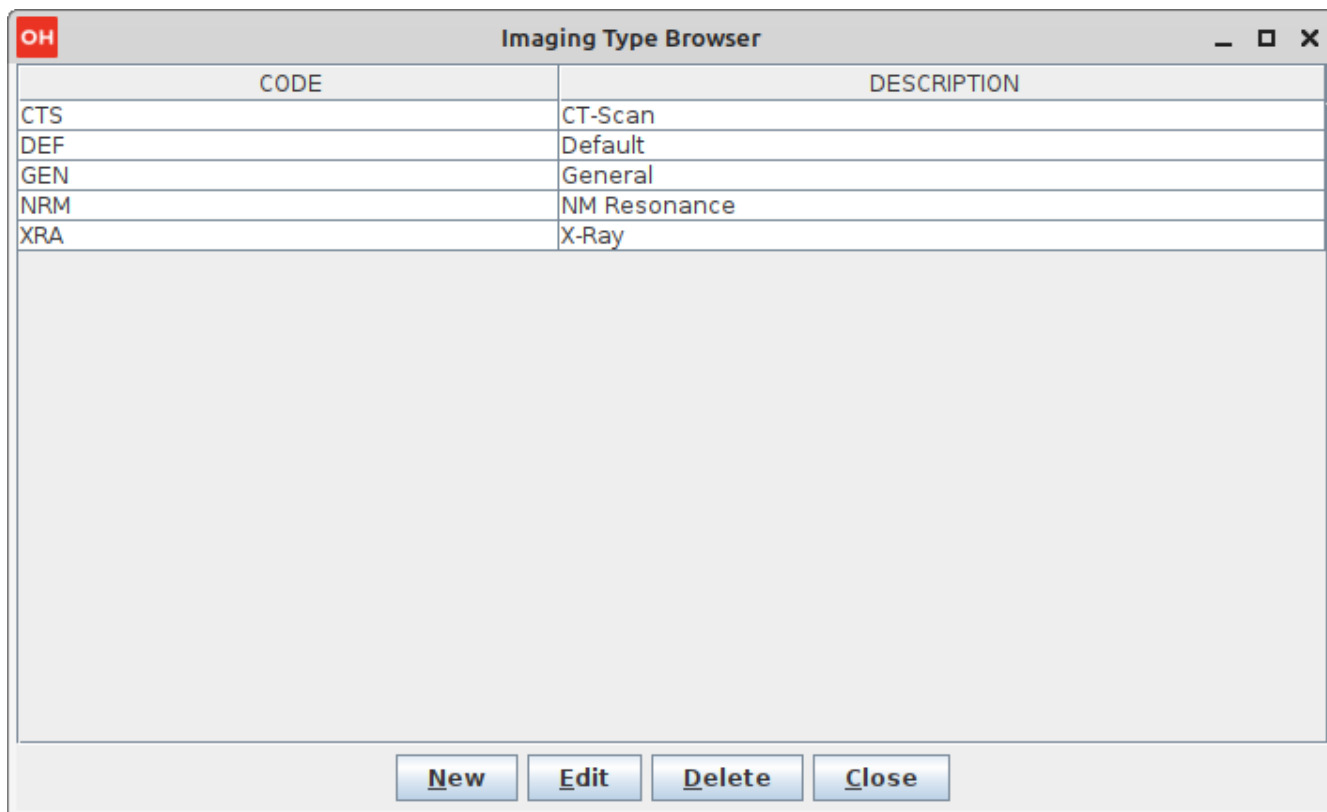 OH Imaging Type Browser
CODE DESCRIPTION
CTS CT-Scan
DEF Default
GEN General
NRM NM Resonance
XRA X-Ray
New Edit Delete Close